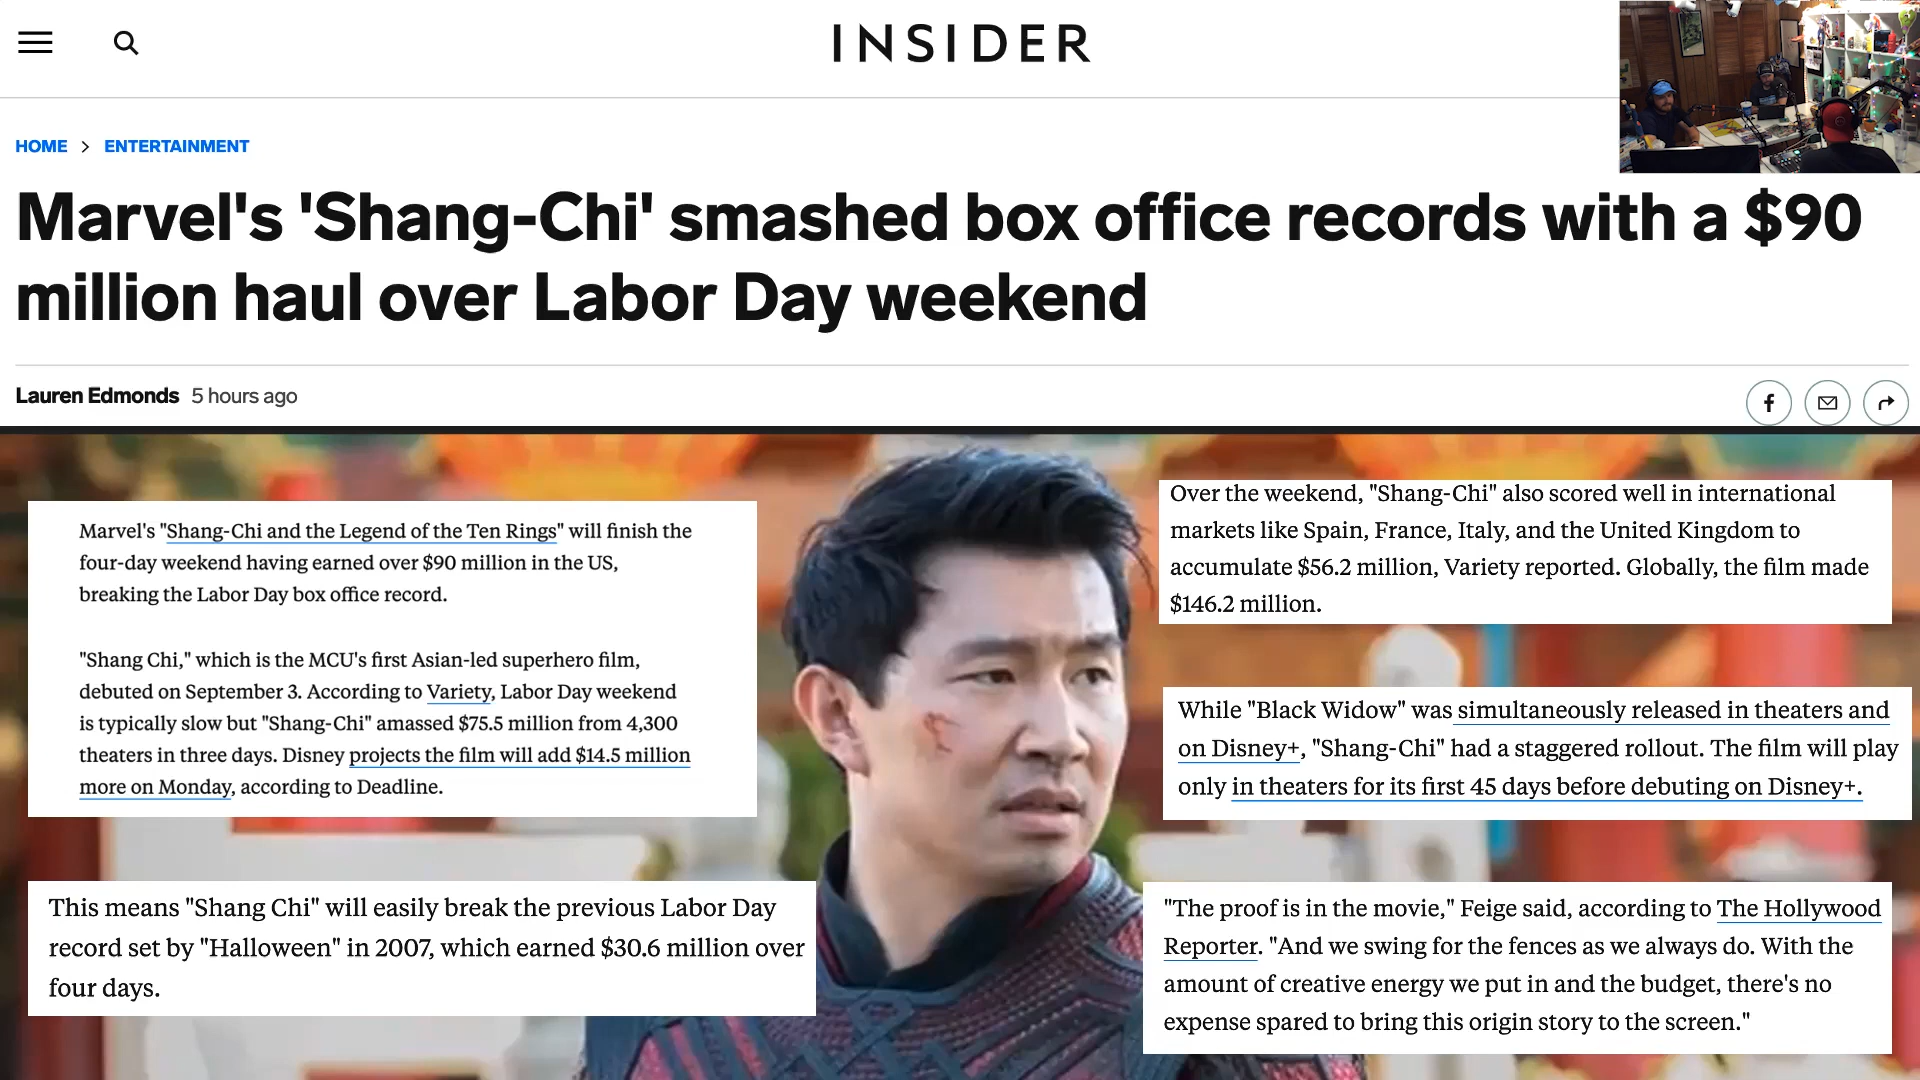 INSIDER
HOME > ENTERTAINMENT
Marvel's 'Shang-Chi' smashed box office records with a $90
million haul over Labor Day weekend
Lauren Edmonds 5 hours ago
Marvel's "Shang-Chi and the Legend of the Ten Rings" will finish the
four-day weekend having earned over $90 million in the US,
breaking the Labor Day box office record.
"Shang Chi," which is the MCU's first Asian-led superhero film,
debuted on September 3. According to Variety, Labor Day weekend
is typically slow but "Shang-Chi" amassed $75.5 million from 4,300
theaters in three days. Disney projects the film will add $14.5 million
more on Monday, according to Deadline.
This means "Shang Chi" will easily break the previous Labor Day
record set by "Halloween" in 2007, which earned $30.6 million over
four days.
Over the weekend, "Shang-Chi" also scored well in international
markets like Spain, France, Italy, and the United Kingdom to
accumulate $56.2 million, Variety reported. Globally, the film made
$146.2 million.
While "Black Widow" was simultaneously released in theaters and
on Disney+, "Shang-Chi" had a staggered rollout. The film will play
only in theaters for its first 45 days before debuting on Disney+.
"The proof is in the movie," Feige said, according to The Hollywood
Reporter. "And we swing for the fences as we always do. With the
amount of creative energy we put in and the budget, there's no
expense spared to bring this origin story to the screen."